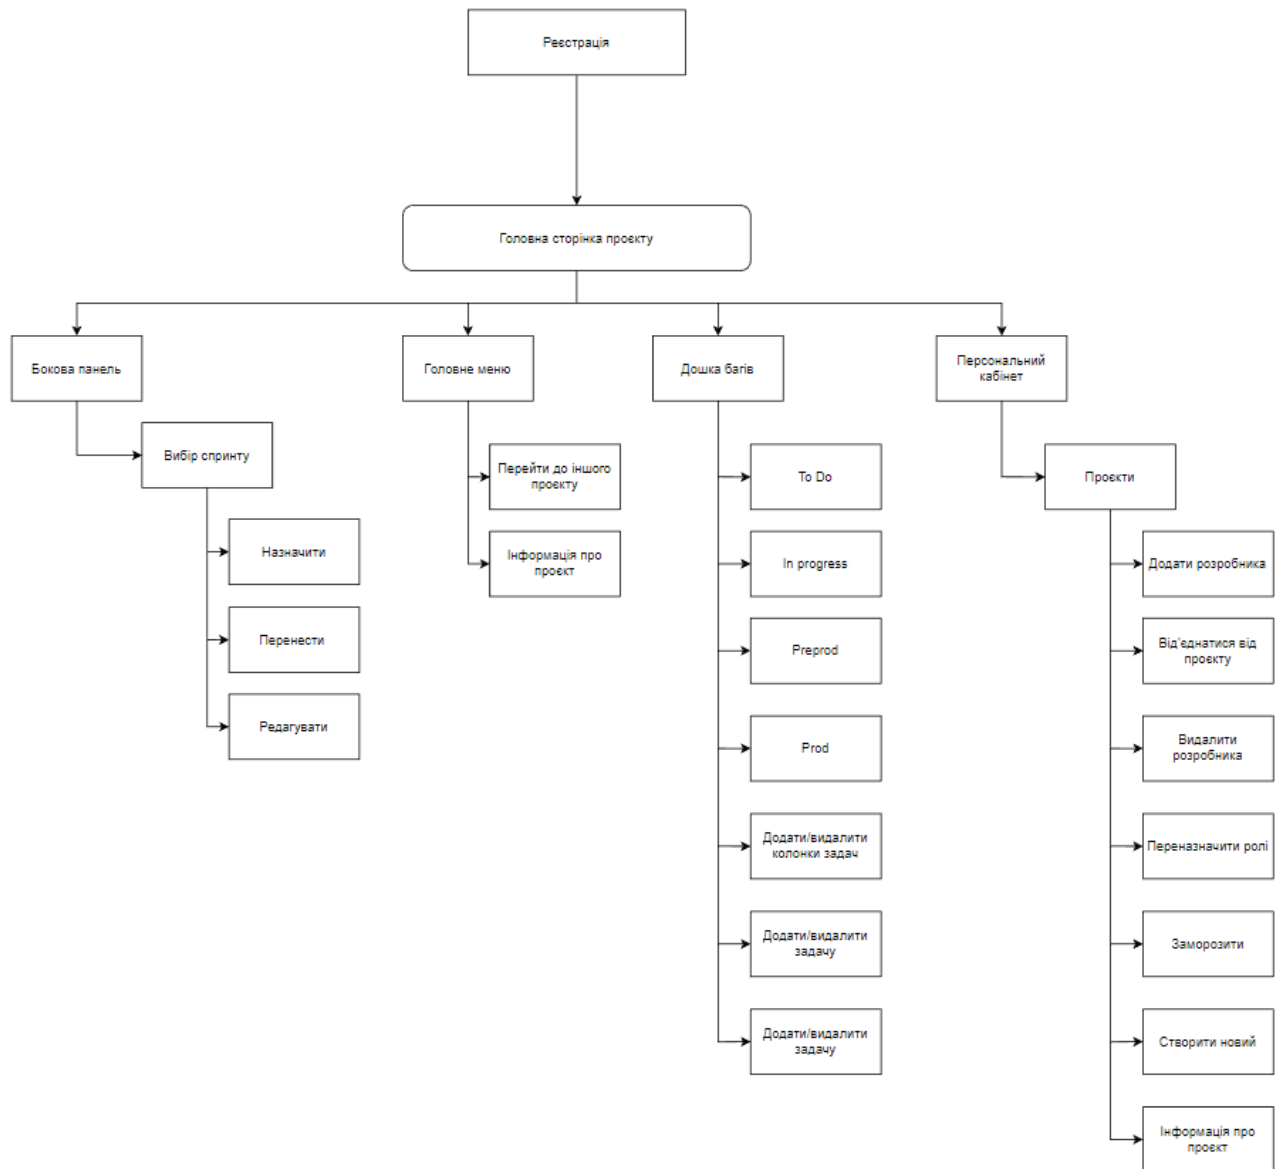 Реєстрація
Головна сторінка проєкту
Бокова панель
Вибір спринту
Назначити
Перенести
Редагувати
Головне меню
Перейти до іншого
проєкту
Інформація про
проєкт
Дошка багів
To Do
In progress
Preprod
Prod
Додати/видалити
колонки задач
Додати/видалити
задачу
Додати/видалити
задачу
Персональний
кабінет
Проєкти
Додати розробника
Від'єднатися від
проєкту
Видалити
розробника
Переназначити ролі
Заморозити
Створити новий
Інформація про
проєкт